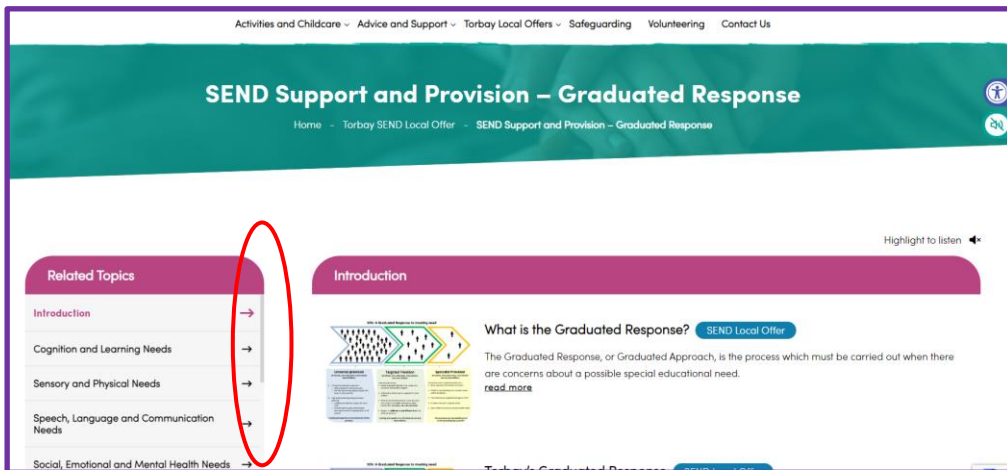 Activities and Childcare Advice and Support Torbay Local Offers Safeguarding Volunteering Contact Us
SEND Support and Provision – Graduated Response
Home - Torbay SEND Local Offer - SEND Support and Provision – Graduated Response
Highlight to listen
Related Topics
Introduction
Cognition and Learning Needs
Sensory and Physical Needs
Speech, Language and Communication
Needs
Social, Emotional and Mental Health Needs
Introduction
What is the Graduated Response? SEND Local Offer
The Graduated Response, or Graduated Approach, is the process which must be carried out when there
are concerns about a possible special educational need.
read more
Torbay's Graduated Response SEND Local Offer